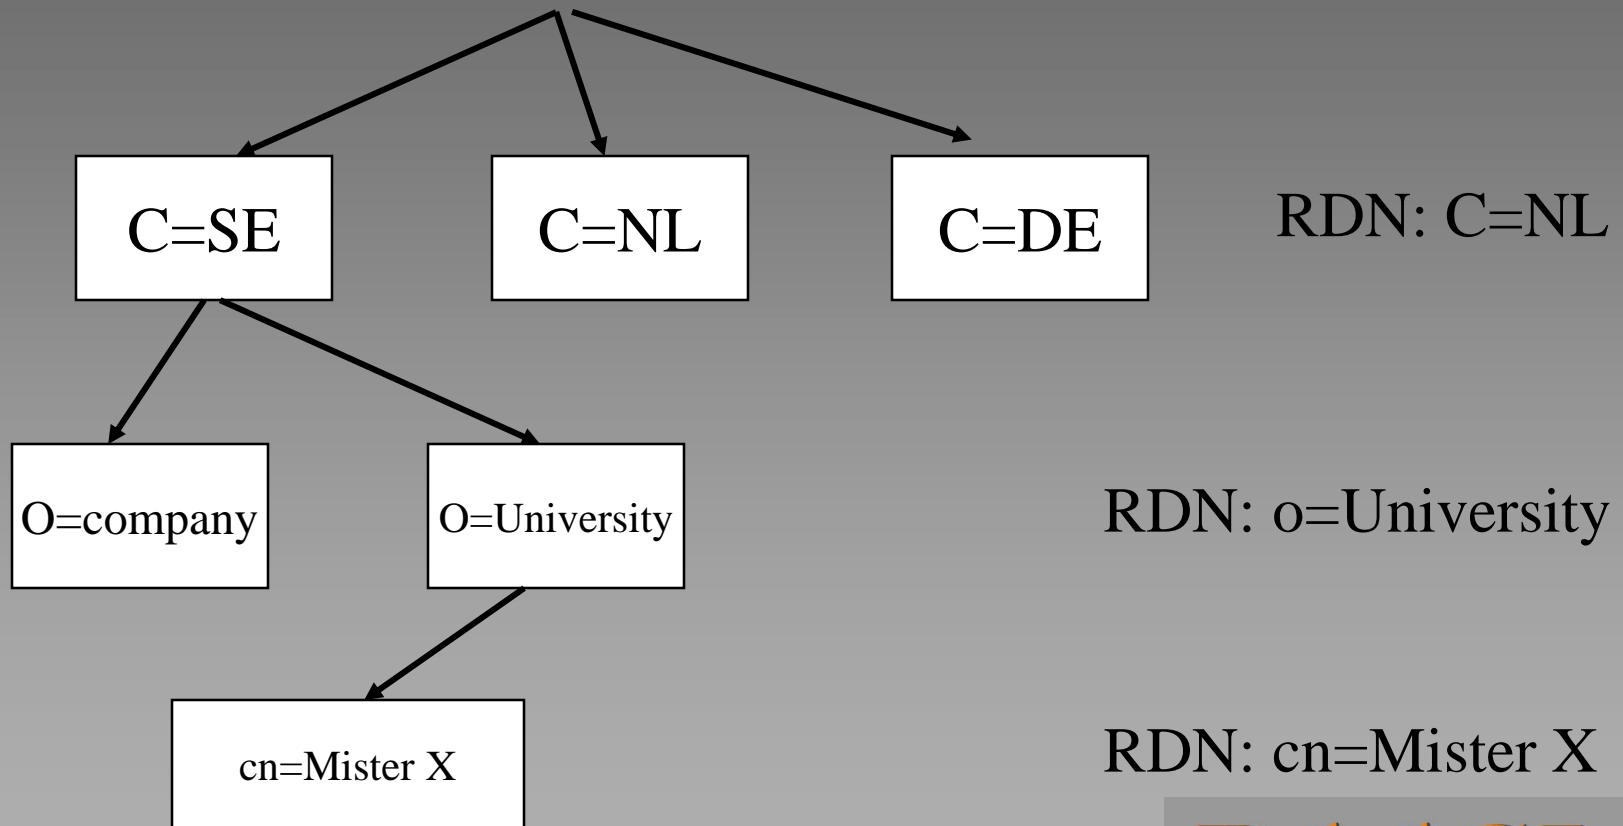 C=SE
C=NL
C=DE
RDN: C=NL
O=company
O=University
RDN: o=University
cn=Mister X
RDN: cn=Mister X